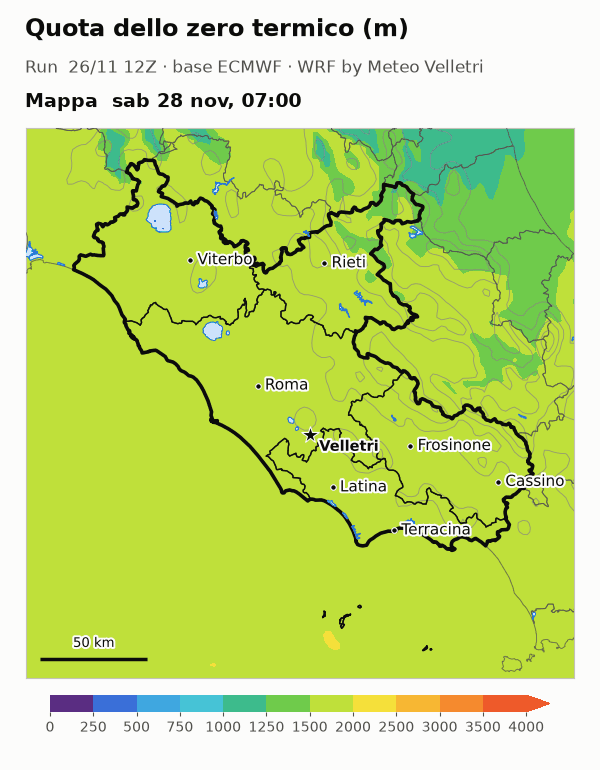 Quota dello zero termico (m)
Run  26/11 12Z · base ECMWF · WRF by Meteo Velletri
Mappa  sab 28 nov, 07:00
Viterbo
Rieti
Roma
Velletri
Frosinone
Latina
Cassino
Terracina
50 km
0 250 500 750 1000 1250 1500 2000 2500 3000 3500 4000